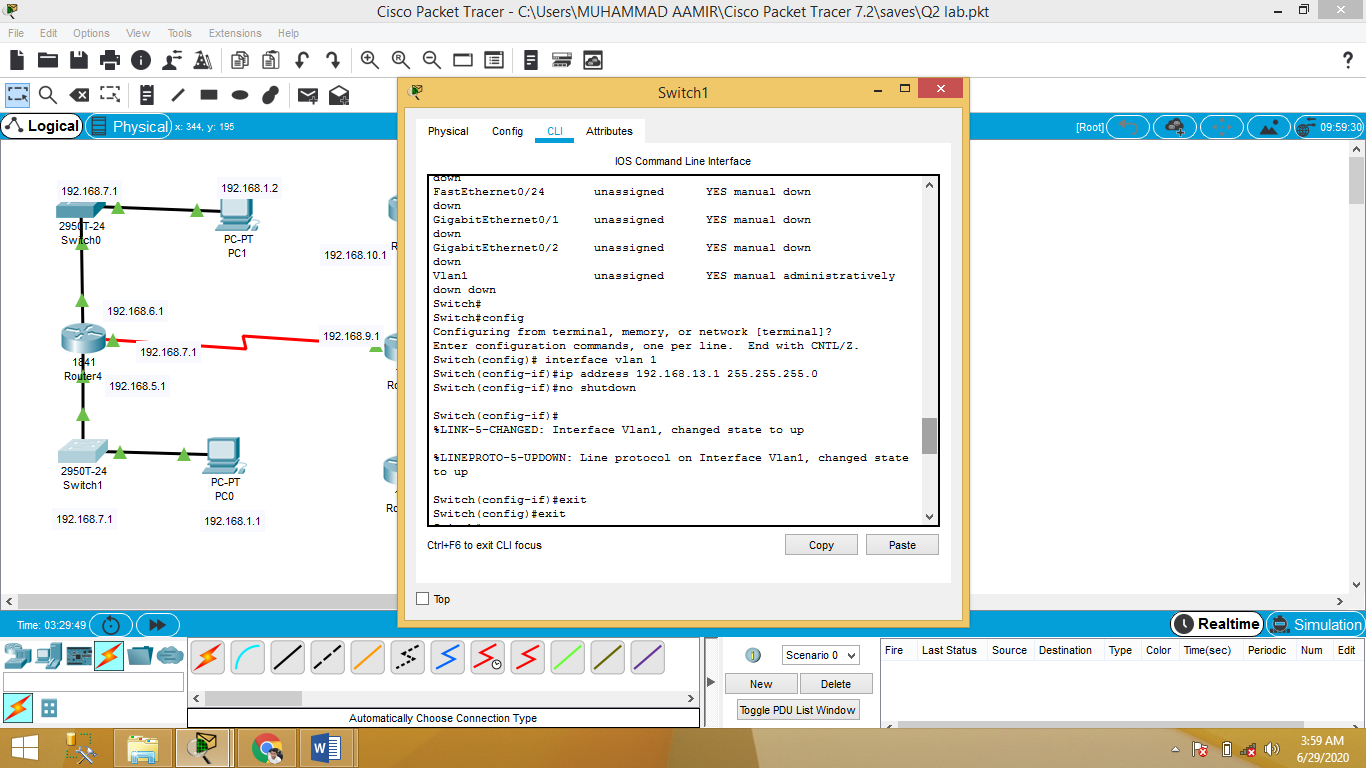 Cisco Packet Tracer - C:\Users\MUHAMMAD AAMIR\Cisco Packet Tracer 7.2\saves\Q2 lab.pkt
File Edit Options View Tools Extensions Help
Logical Physical x: 344, y: 195
[Root] 09:59:30
192.168.7.1
192.168.1.2
2950T-24
Switch0
PC-PT
PC1
192.168.10.1
192.168.6.1
192.168.9.1
192.168.7.1
1841
Router4
192.168.5.1
2950T-24
Switch1
PC-PT
PC0
192.168.7.1
192.168.1.1
Switch1
Physical Config CLI Attributes
IOS Command Line Interface
down
FastEthernet0/24 unassigned YES manual down
down
GigabitEthernet0/1 unassigned YES manual down
down
GigabitEthernet0/2 unassigned YES manual down
down
Vlan1 unassigned YES manual administratively
down down
Switch#
Switch#config
Configuring from terminal, memory, or network [terminal]?
Enter configuration commands, one per line. End with CNTL/Z.
Switch(config)# interface vlan 1
Switch(config-if)#ip address 192.168.13.1 255.255.255.0
Switch(config-if)#no shutdown
Switch(config-if)#
%LINK-5-CHANGED: Interface Vlan1, changed state to up
%LINEPROTO-5-UPDOWN: Line protocol on Interface Vlan1, changed state
to up
Switch(config-if)#exit
Switch(config)#exit
Ctrl+F6 to exit CLI focus
Copy Paste
Top
Time: 03:29:49
Realtime Simulation
Scenario 0
New Delete
Toggle PDU List Window
Fire Last Status Source Destination Type Color Time(sec) Periodic Num Edit
Automatically Choose Connection Type
3:59 AM
6/29/2020